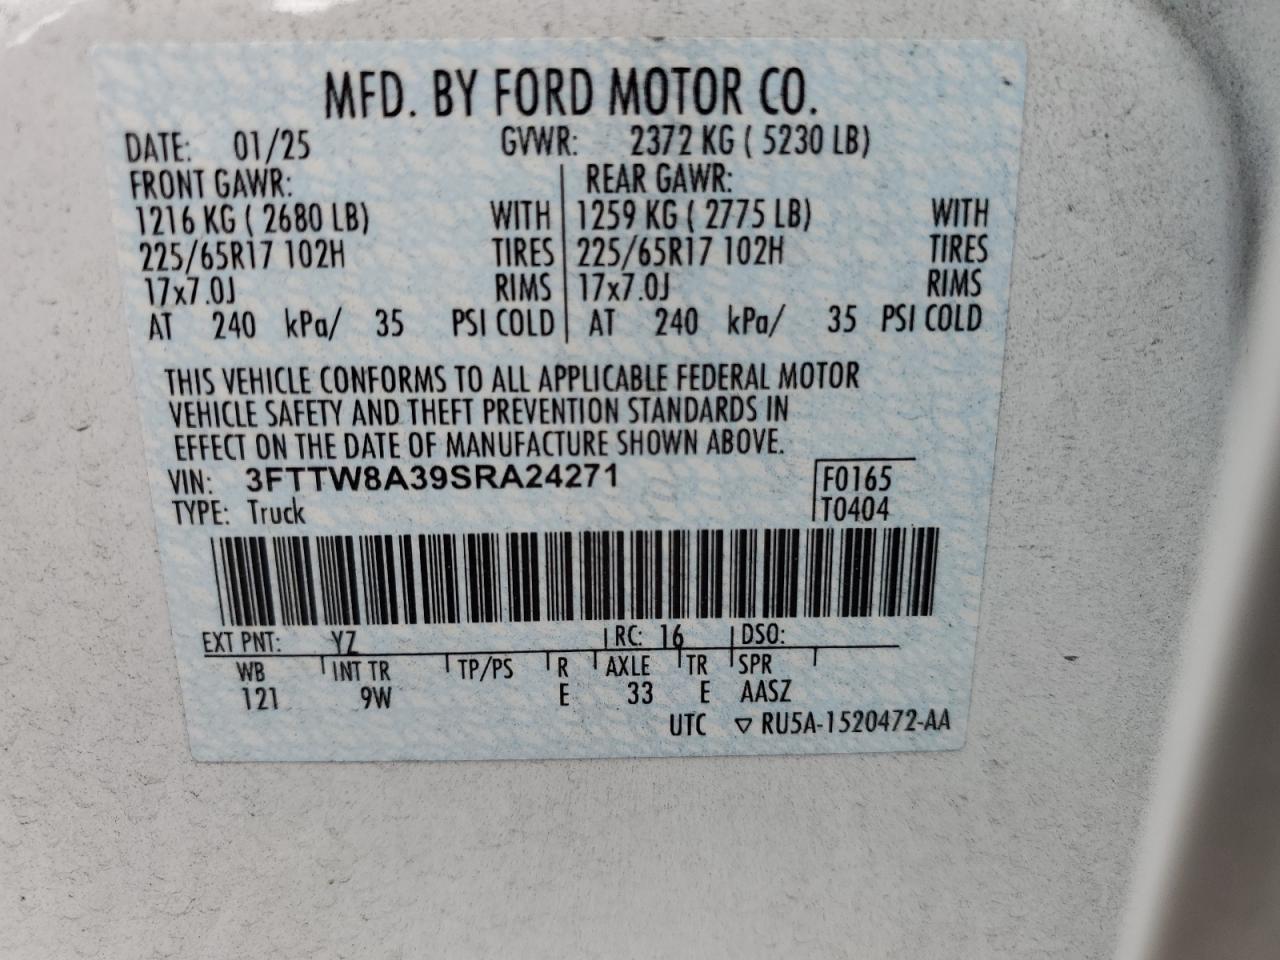 MFD. BY FORD MOTOR CO.
DATE: 01/25 GVWR: 2372 KG ( 5230 LB)
FRONT GAWR: REAR GAWR:
1216 KG ( 2680 LB) WITH 1259 KG ( 2775 LB) WITH
225/65R17 102H TIRES 225/65R17 102H TIRES
17x7.0J RIMS 17x7.0J RIMS
AT 240 kPa/ 35 PSI COLD AT 240 kPa/ 35 PSI COLD
THIS VEHICLE CONFORMS TO ALL APPLICABLE FEDERAL MOTOR
VEHICLE SAFETY AND THEFT PREVENTION STANDARDS IN
EFFECT ON THE DATE OF MANUFACTURE SHOWN ABOVE.
VIN: 3FTTW8A39SRA24271 F0165
TYPE: Truck T0404
EXT PNT: YZ RC: 16 DSO:
WB INT TR TP/PS R AXLE TR SPR
121 9W E 33 E AASZ
UTC ▽ RU5A-1520472-AA